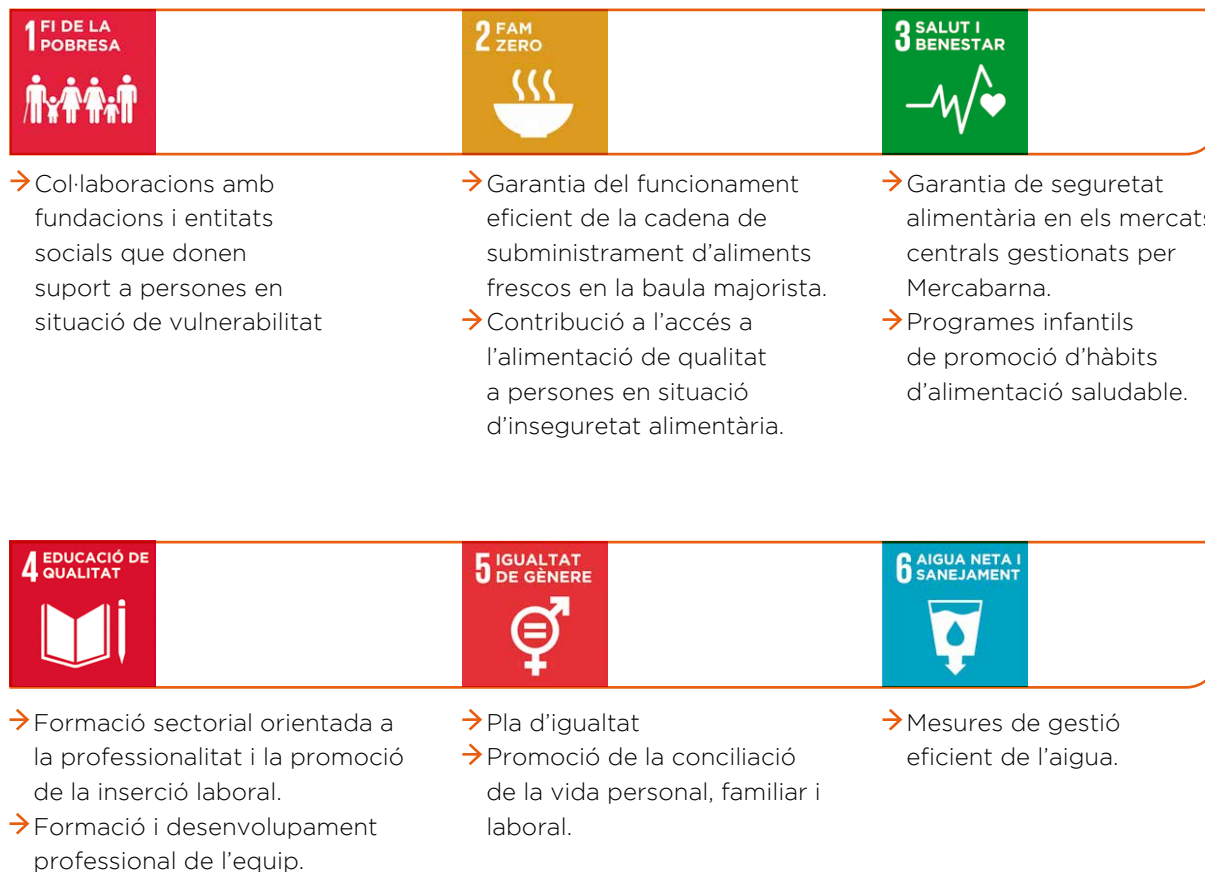 1 FI DE LA
POBRESA
→ Col·laboracions amb
fundacions i entitats
socials que donen
suport a persones en
situació de vulnerabilitat
2 FAM
ZERO
→ Garantia del funcionament
eficient de la cadena de
subministrament d’aliments
frescos en la baula majorista.
→ Contribució a l’accés a
l’alimentació de qualitat
a persones en situació
d’inseguretat alimentària.
3 SALUT I
BENESTAR
→ Garantia de seguretat
alimentària en els mercats
centrals gestionats per
Mercabarna.
→ Programes infantils
de promoció d’hàbits
d’alimentació saludable.
4 EDUCACIÓ DE
QUALITAT
→ Formació sectorial orientada a
la professionalitat i la promoció
de la inserció laboral.
→ Formació i desenvolupament
professional de l’equip.
5 IGUALTAT
DE GÈNERE
→ Pla d’igualtat
→ Promoció de la conciliació
de la vida personal, familiar i
laboral.
6 AIGUA NETA I
SANEJAMENT
→ Mesures de gestió
eficient de l’aigua.